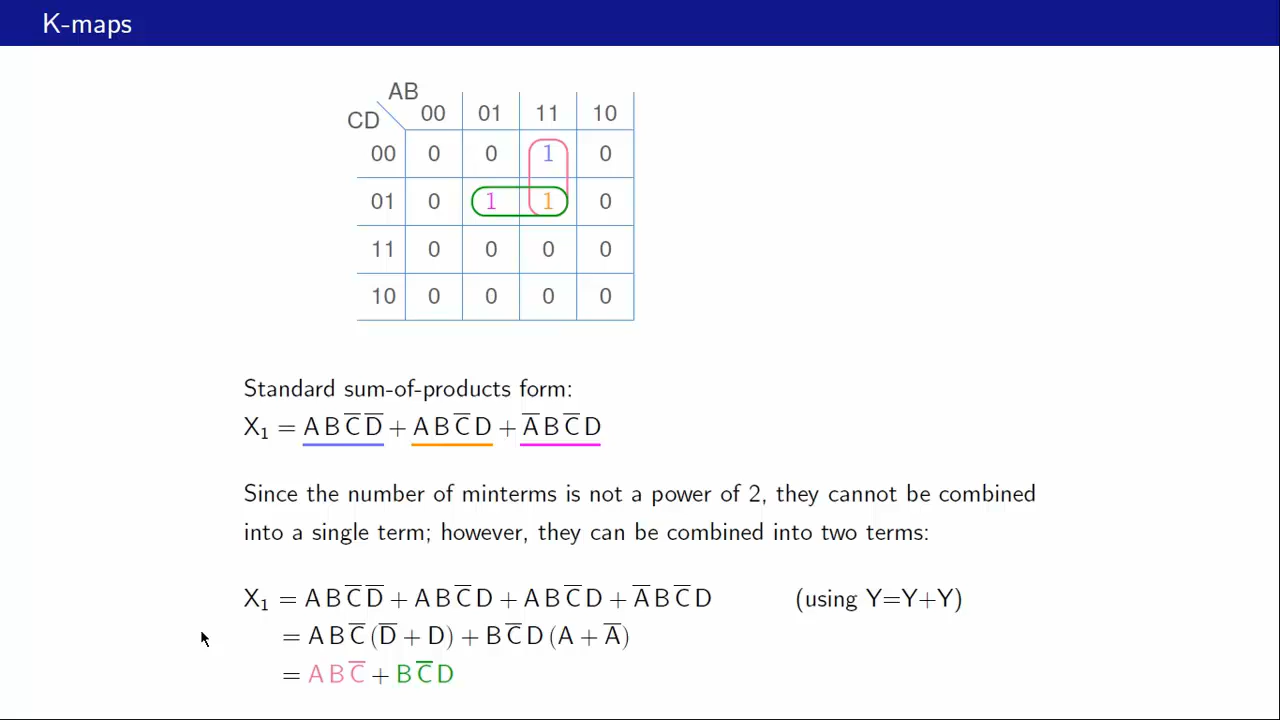 K-maps
AB
CD
00 01 11 10
00 0 0 1 0
01 0 1 1 0
11 0 0 0 0
10 0 0 0 0
Standard sum-of-products form:
X₁ = A B C̅ D̅ + A B C̅ D + A̅ B C̅ D
Since the number of minterms is not a power of 2, they cannot be combined
into a single term; however, they can be combined into two terms:
X₁ = A B C̅ D̅ + A B C̅ D + A B C̅ D + A̅ B C̅ D (using Y=Y+Y)
= A B C̅ (D̅ + D) + B C̅ D (A + A̅)
= A B C̅ + B C̅ D